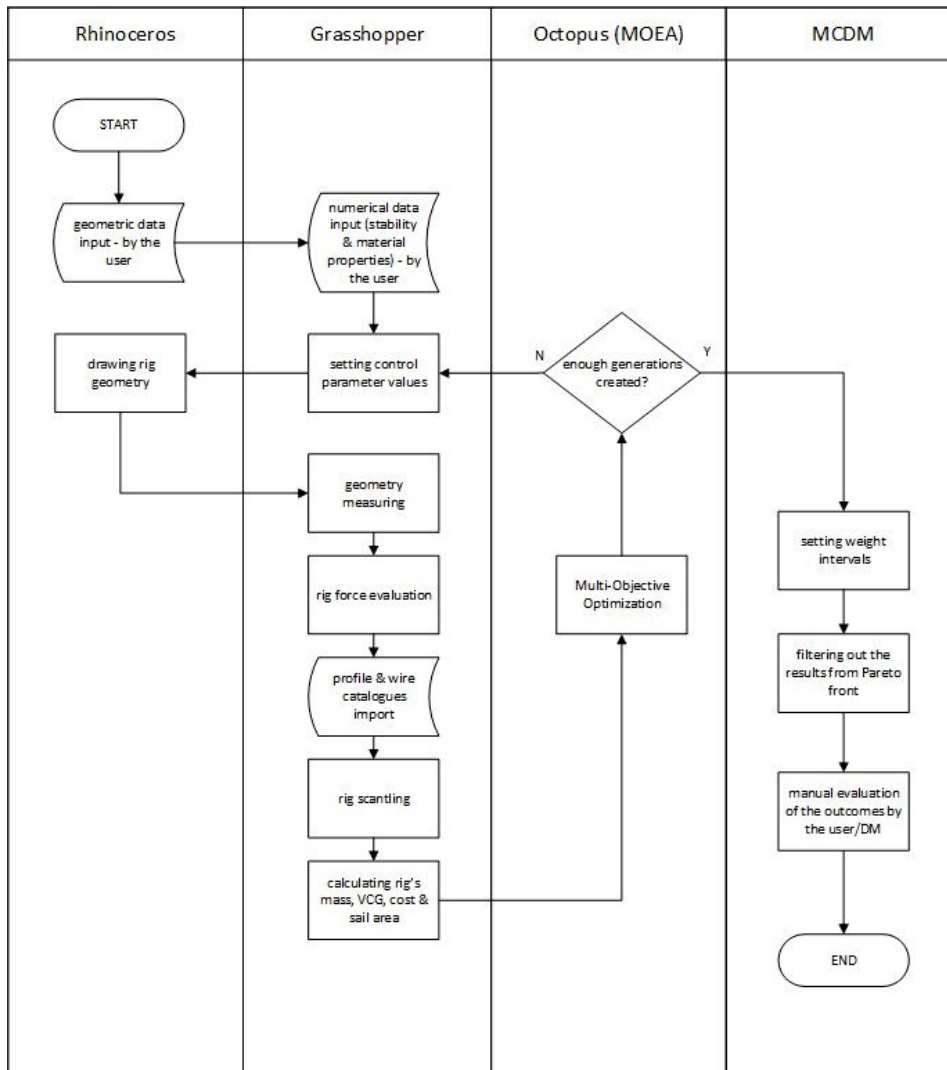 Rhinoceros
Grasshopper
Octopus (MOEA)
MCDM
START
geometric data
input - by the
user
numerical data
input (stability
& material
properties) - by
the user
drawing rig
geometry
setting control
parameter values
N
enough generations
created?
Y
geometry
measuring
rig force evaluation
profile & wire
catalogues
import
rig scantling
calculating rig's
mass, VCG, cost &
sail area
Multi-Objective
Optimization
setting weight
intervals
filtering out the
results from Pareto
front
manual evaluation
of the outcomes by
the user/DM
END